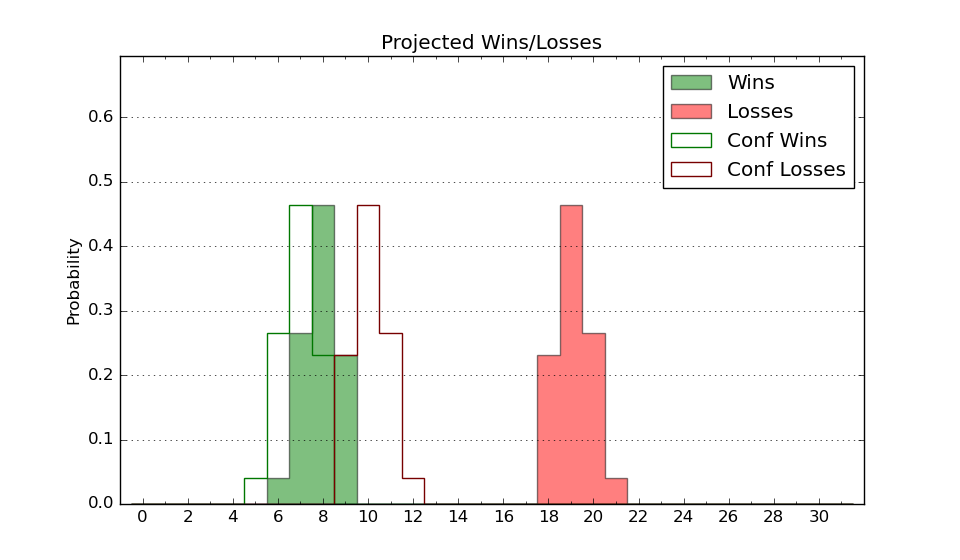 Projected Wins/Losses
Wins
Losses
Conf Wins
Conf Losses
Probability
0.6
0.5
0.4
0.3
0.2
0.1
0.0
0 2 4 6 8 10 12 14 16 18 20 22 24 26 28 30